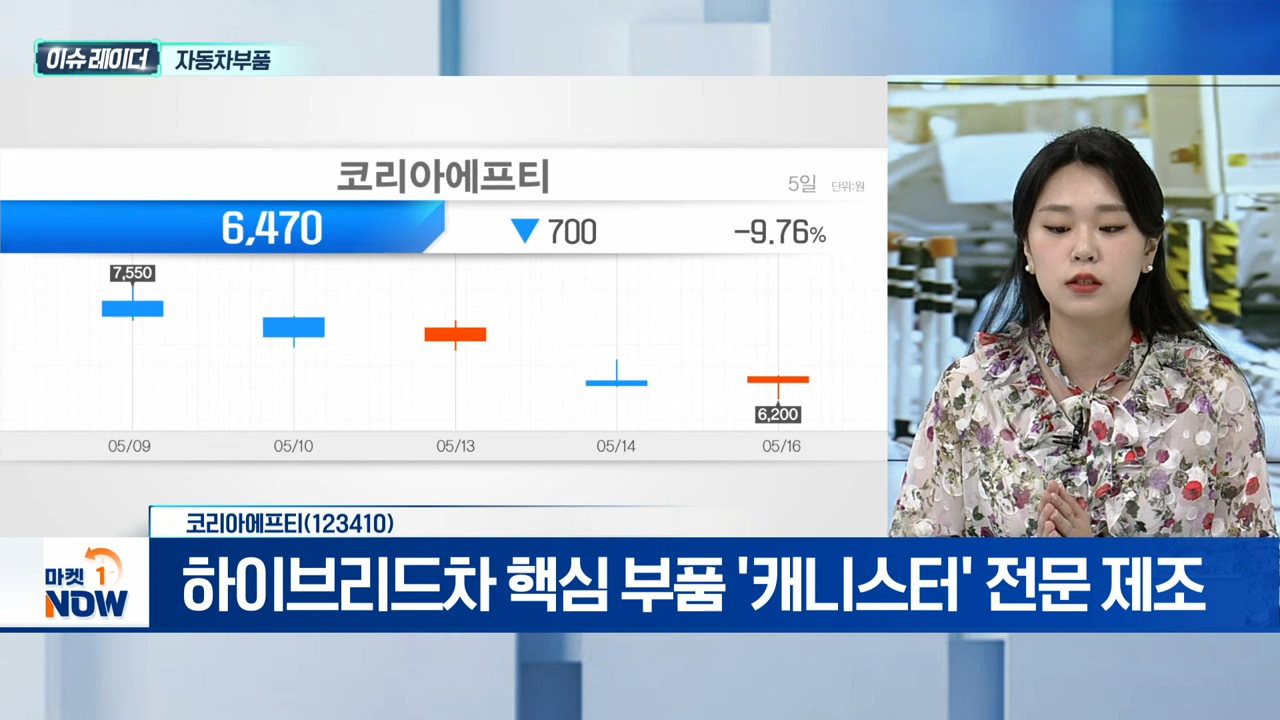 이슈 레이더 자동차부품
코리아에프티
5일 단위:원
6,470 ▼ 700 -9.76%
7,550
6,200
05/09 05/10 05/13 05/14 05/16
코리아에프티(123410)
마켓 1
NOW
하이브리드차 핵심 부품 '캐니스터' 전문 제조